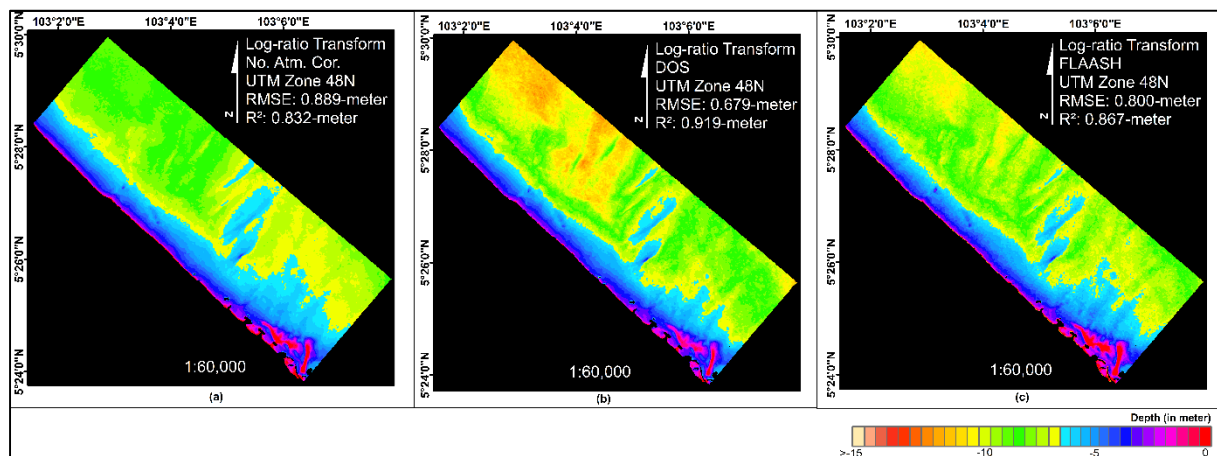 103°2'0"E 103°4'0"E 103°6'0"E
5°30'0"N
5°28'0"N
5°26'0"N
5°24'0"N
Log-ratio Transform
No. Atm. Cor.
UTM Zone 48N
RMSE: 0.889-meter
R²: 0.832-meter
N
1:60,000
(a)
103°2'0"E 103°4'0"E 103°6'0"E
5°30'0"N
5°28'0"N
5°26'0"N
5°24'0"N
Log-ratio Transform
DOS
UTM Zone 48N
RMSE: 0.679-meter
R²: 0.919-meter
N
1:60,000
(b)
103°2'0"E 103°4'0"E 103°6'0"E
5°30'0"N
5°28'0"N
5°26'0"N
5°24'0"N
Log-ratio Transform
FLAASH
UTM Zone 48N
RMSE: 0.800-meter
R²: 0.867-meter
N
1:60,000
(c)
Depth (in meter)
>-15 -10 -5 0